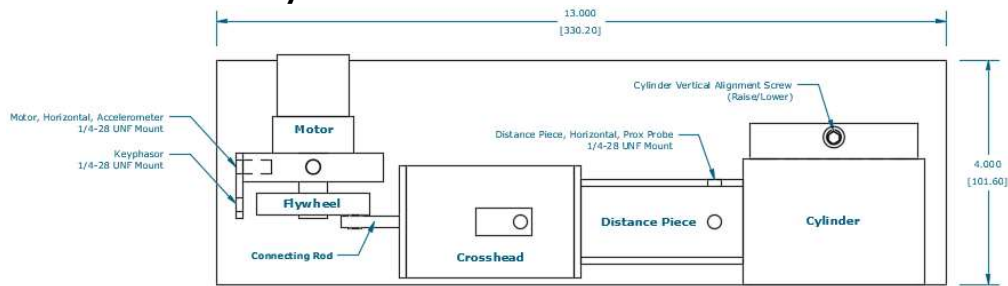 13.000
[330.20]
Cylinder Vertical Alignment Screw
(Raise/Lower)
Motor, Horizontal, Accelerometer
1/4-28 UNF Mount
Motor
Distance Piece, Horizontal, Prox Probe
1/4-28 UNF Mount
Keyphasor
1/4-28 UNF Mount
4.000
[101.60]
Flywheel
Distance Piece
Cylinder
Connecting Rod
Crosshead